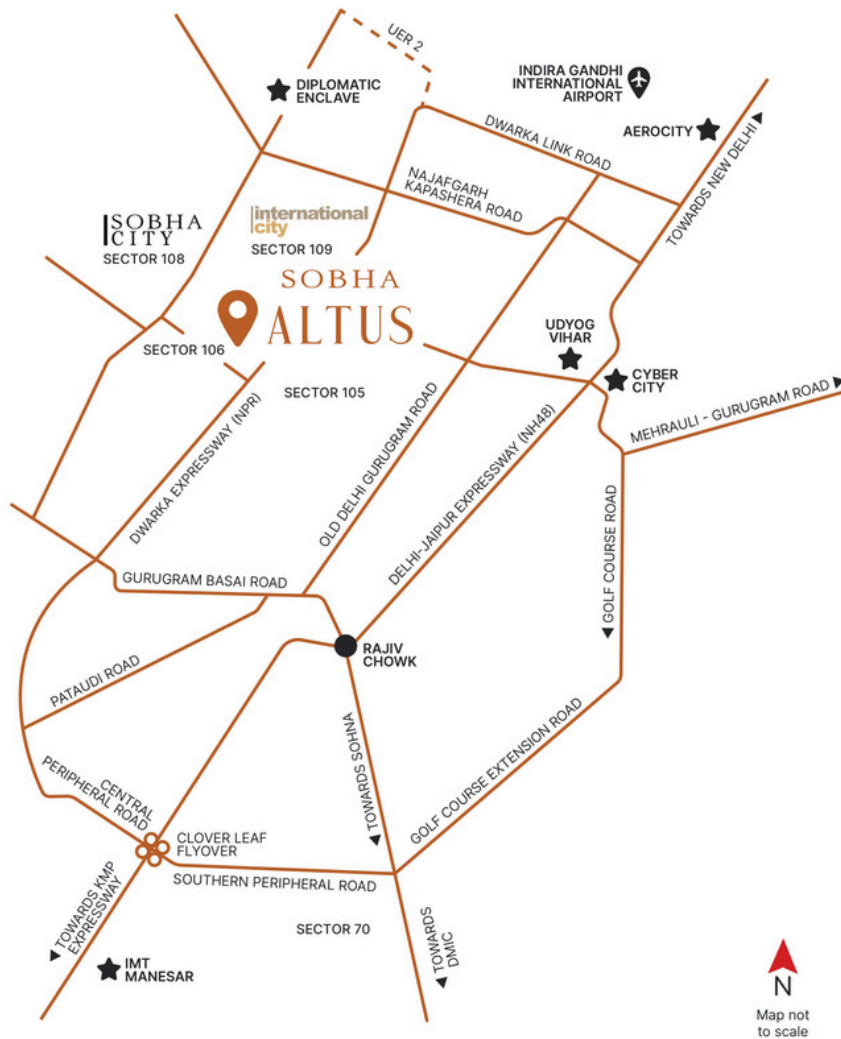 UER 2
DIPLOMATIC
ENCLAVE
INDIRA GANDHI
INTERNATIONAL
AIRPORT
AEROCITY
DWARKA LINK ROAD
TOWARDS NEW DELHI
NAJAFGARH
KAPASHERA ROAD
SOBHA
CITY
SECTOR 108
international
city
SECTOR 109
SOBHA
ALTUS
SECTOR 106
SECTOR 105
UDYOG
VIHAR
CYBER
CITY
MEHRAULI - GURUGRAM ROAD
DWARKA EXPRESSWAY (NPR)
OLD DELHI GURUGRAM ROAD
DELHI-JAIPUR EXPRESSWAY (NH48)
GOLF COURSE ROAD
GURUGRAM BASAI ROAD
RAJIV
CHOWK
PATAUDI ROAD
TOWARDS SOHNA
GOLF COURSE EXTENSION ROAD
CENTRAL
PERIPHERAL ROAD
CLOVER LEAF
FLYOVER
SOUTHERN PERIPHERAL ROAD
TOWARDS KMP
EXPRESSWAY
SECTOR 70
TOWARDS
DMIC
IMT
MANESAR
N
Map not
to scale